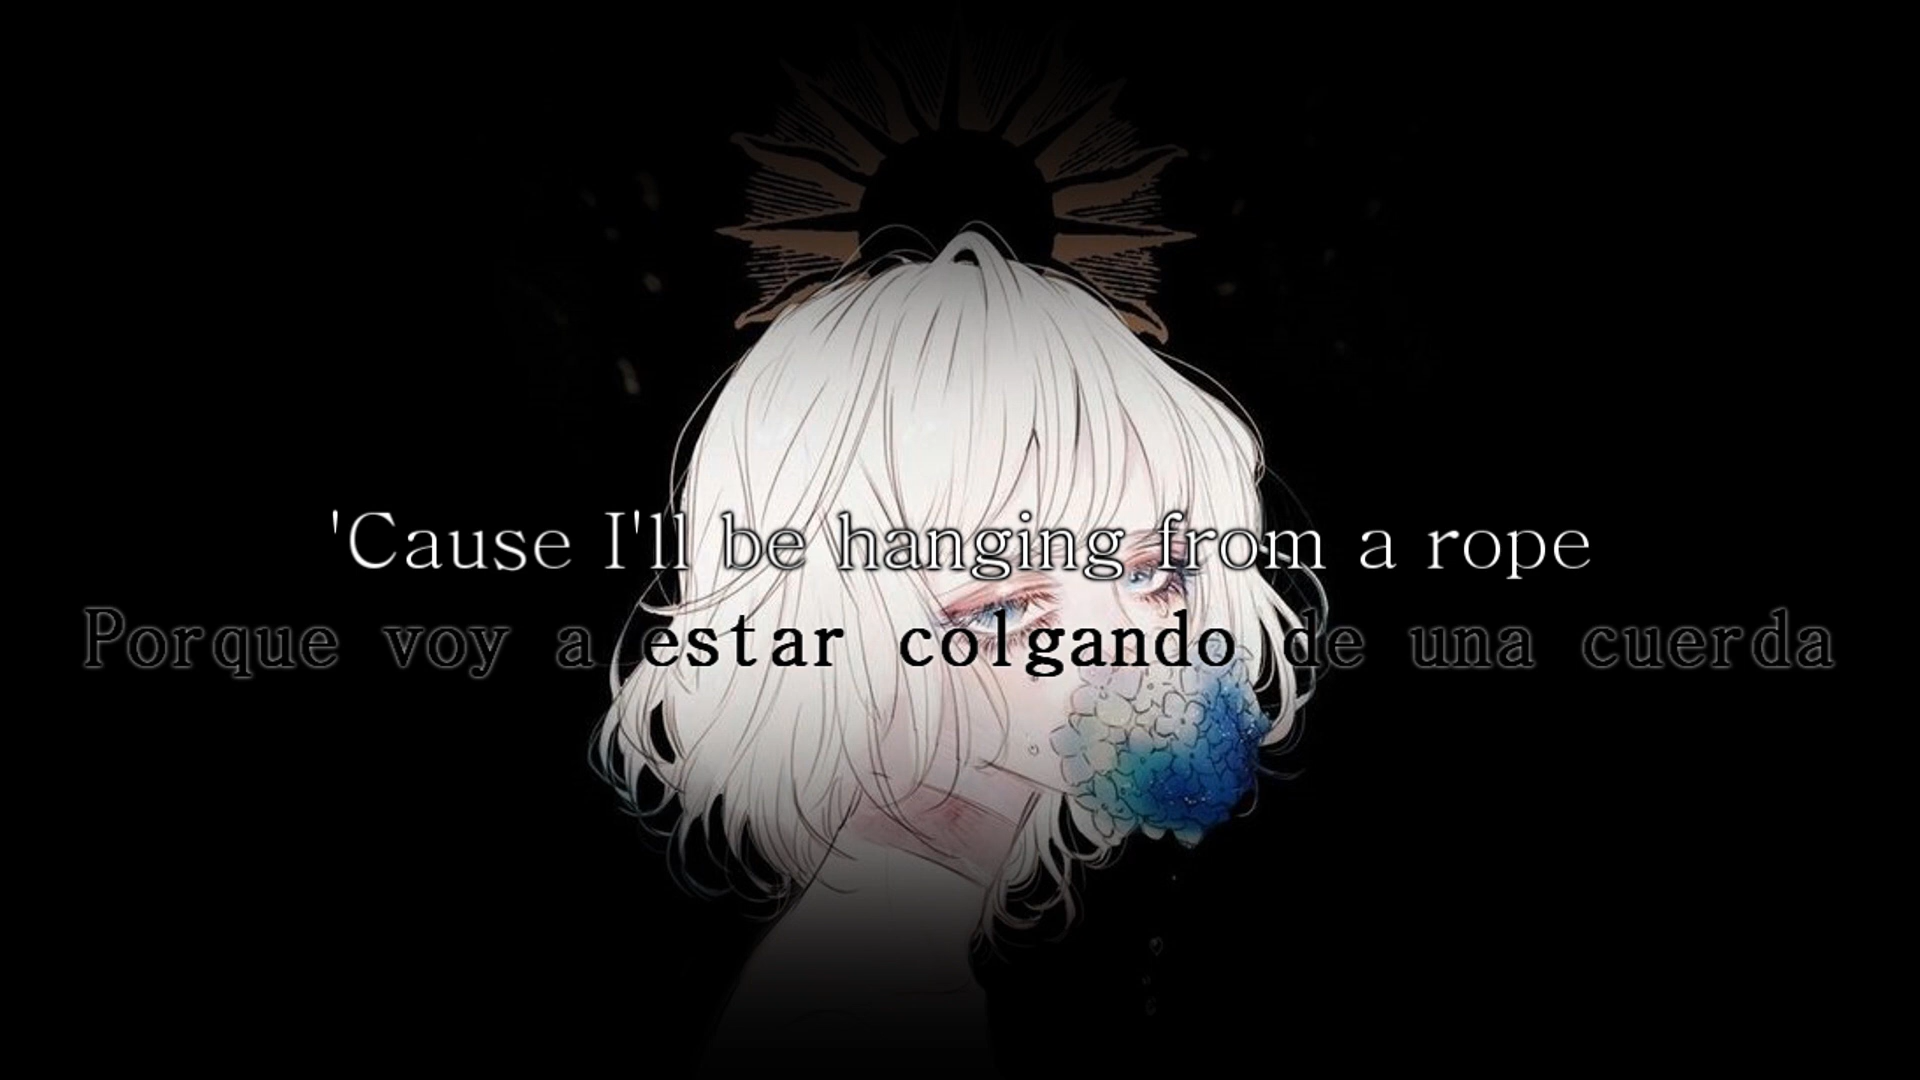 'Cause I'll be hanging from a rope
Porque voy a estar colgando de una cuerda